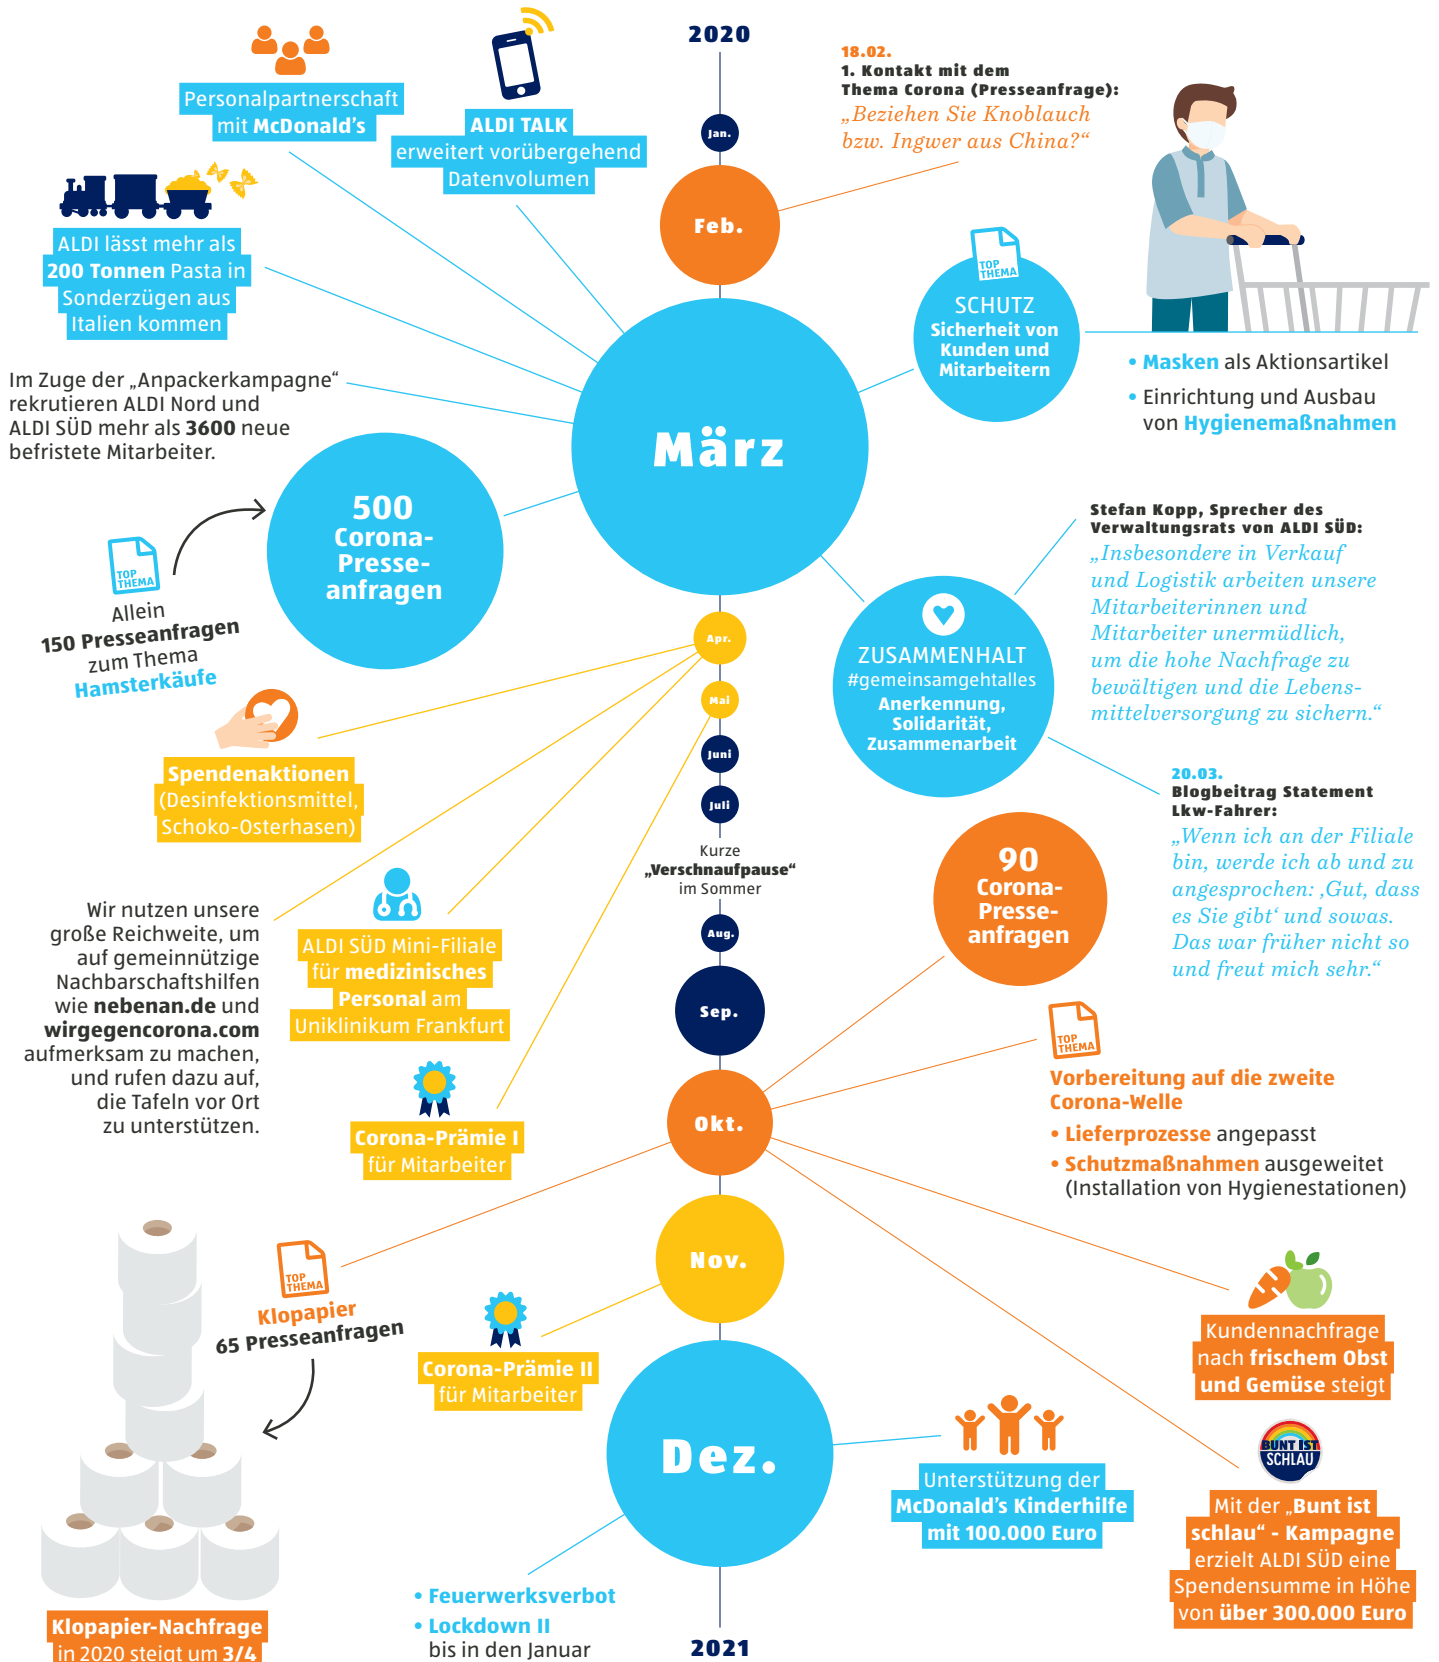 2020
Jan.
Feb.
18.02.
1. Kontakt mit dem
Thema Corona (Presseanfrage):
„Beziehen Sie Knoblauch
bzw. Ingwer aus China?“
Personalpartnerschaft
mit McDonald’s
ALDI TALK
erweitert vorübergehend
Datenvolumen
ALDI lässt mehr als
200 Tonnen Pasta in
Sonderzügen aus
Italien kommen
Im Zuge der „Anpackerkampagne“
rekrutieren ALDI Nord und
ALDI SÜD mehr als 3600 neue
befristete Mitarbeiter.
März
TOP
THEMA
SCHUTZ
Sicherheit von
Kunden und
Mitarbeitern
• Masken als Aktionsartikel
• Einrichtung und Ausbau
von Hygienemaßnahmen
500
Corona-
Presse-
anfragen
TOP
THEMA
Allein
150 Presseanfragen
zum Thema
Hamsterkäufe
ZUSAMMENHALT
#gemeinsamgehtalles
Anerkennung,
Solidarität,
Zusammenarbeit
Stefan Kopp, Sprecher des
Verwaltungsrats von ALDI SÜD:
„Insbesondere in Verkauf
und Logistik arbeiten unsere
Mitarbeiterinnen und
Mitarbeiter unermüdlich,
um die hohe Nachfrage zu
bewältigen und die Lebens-
mittelversorgung zu sichern.“
20.03.
Blogbeitrag Statement
Lkw-Fahrer:
„Wenn ich an der Filiale
bin, werde ich ab und zu
angesprochen: ‚Gut, dass
es Sie gibt‘ und sowas.
Das war früher nicht so
und freut mich sehr.“
Apr.
Mai
Juni
Juli
Kurze
„Verschnaufpause“
im Sommer
Aug.
Sep.
Spendenaktionen
(Desinfektionsmittel,
Schoko-Osterhasen)
Wir nutzen unsere
große Reichweite, um
auf gemeinnützige
Nachbarschaftshilfen
wie nebenan.de und
wirgegencorona.com
aufmerksam zu machen,
und rufen dazu auf,
die Tafeln vor Ort
zu unterstützen.
ALDI SÜD Mini-Filiale
für medizinisches
Personal am
Uniklinikum Frankfurt
Corona-Prämie I
für Mitarbeiter
Okt.
90
Corona-
Presse-
anfragen
TOP
THEMA
Vorbereitung auf die zweite
Corona-Welle
• Lieferprozesse angepasst
• Schutzmaßnahmen ausgeweitet
(Installation von Hygienestationen)
Kundennachfrage
nach frischem Obst
und Gemüse steigt
BUNT IST
SCHLAU
Mit der „Bunt ist
schlau“ - Kampagne
erzielt ALDI SÜD eine
Spendensumme in Höhe
von über 300.000 Euro
TOP
THEMA
Klopapier
65 Presseanfragen
Klopapier-Nachfrage
in 2020 steigt um 3/4
Nov.
Corona-Prämie II
für Mitarbeiter
Dez.
Unterstützung der
McDonald’s Kinderhilfe
mit 100.000 Euro
• Feuerwerksverbot
• Lockdown II
bis in den Januar
2021